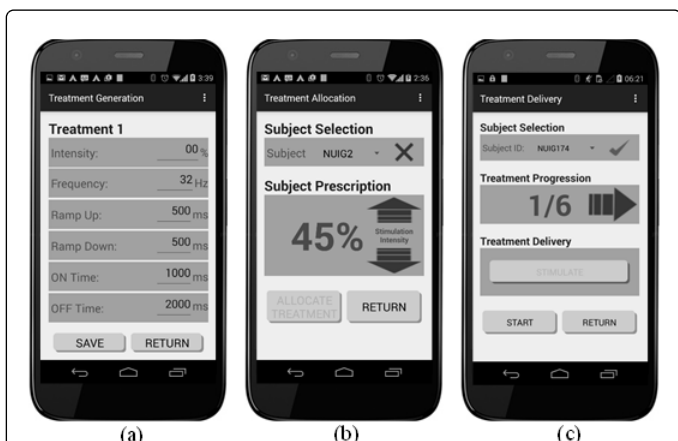 3:39
Treatment Generation
Treatment 1
Intensity: 00 %
Frequency: 32 Hz
Ramp Up: 500 ms
Ramp Down: 500 ms
ON Time: 1000 ms
OFF Time: 2000 ms
SAVE RETURN
(a)
2:36
Treatment Allocation
Subject Selection
Subject NUIG2
Subject Prescription
45%
Stimulation
Intensity
ALLOCATE
TREATMENT
RETURN
(b)
06:21
Treatment Delivery
Subject Selection
Subject ID: NUIG174
Treatment Progression
1/6
Treatment Delivery
STIMULATE
START RETURN
(c)